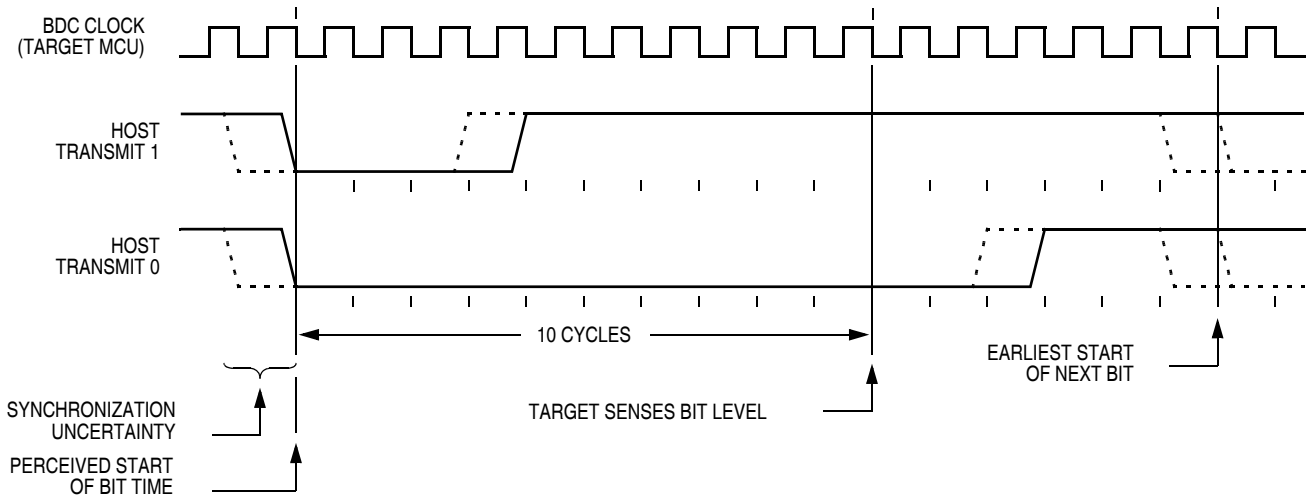 BDC CLOCK
(TARGET MCU)
HOST
TRANSMIT 1
HOST
TRANSMIT 0
10 CYCLES
EARLIEST START
OF NEXT BIT
SYNCHRONIZATION
UNCERTAINTY
TARGET SENSES BIT LEVEL
PERCEIVED START
OF BIT TIME